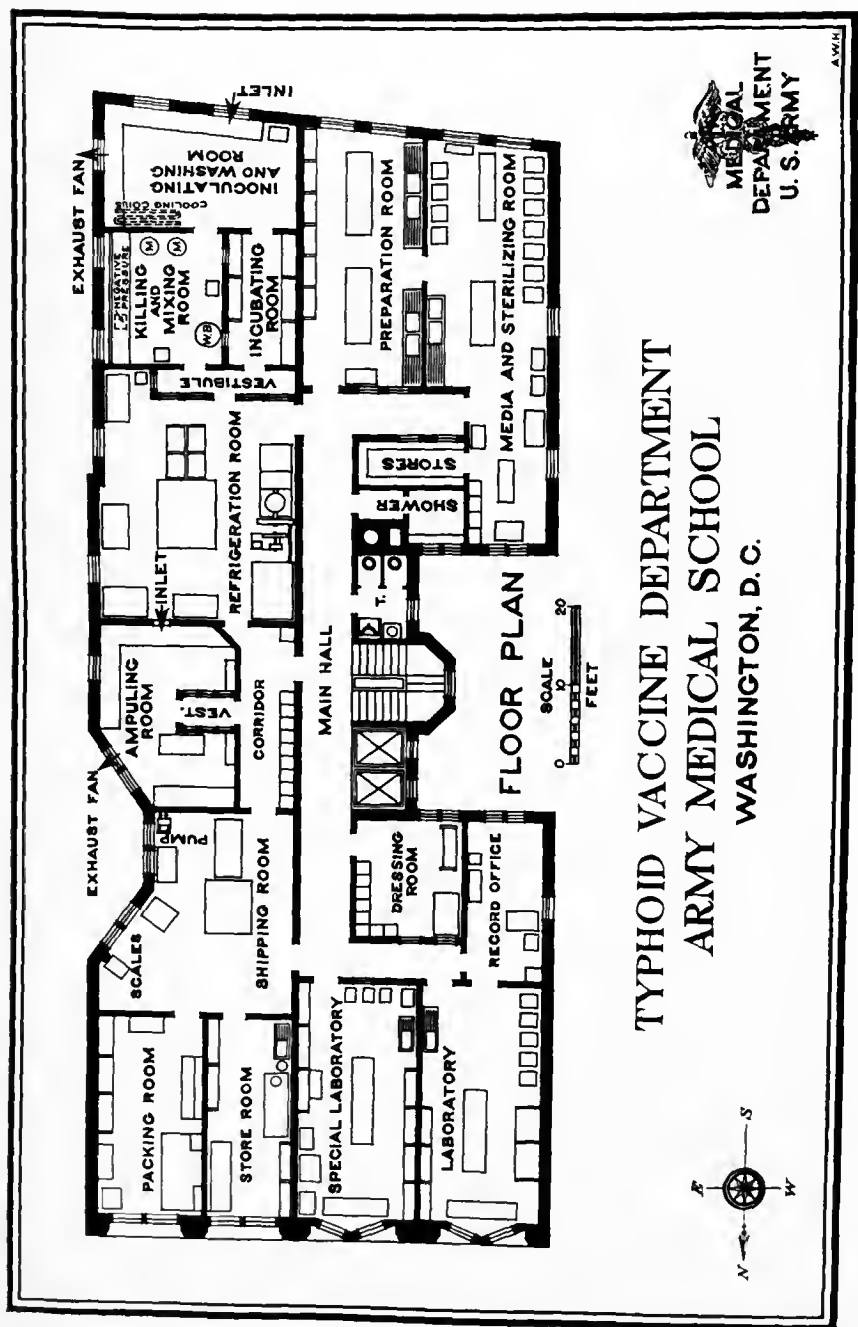 EXHAUST FAN
EXHAUST FAN
INLET
INLET
SCALES
PUMP
AMPULING
ROOM
VEST.
PACKING ROOM
STORE ROOM
SHIPPING ROOM
CORRIDOR
REFRIGERATION ROOM
VESTIBULE
NEGATIVE
PRESSURE
KILLING
AND
MIXING
ROOM
M
M
W.B
COOLING COILS
INOCULATING
AND WASHING
ROOM
INCUBATING
ROOM
MAIN HALL
SPECIAL LABORATORY
LABORATORY
DRESSING
ROOM
RECORD OFFICE
T.
SHOWER
STORES
PREPARATION ROOM
MEDIA AND STERILIZING ROOM
FLOOR PLAN
SCALE
0 10 20
FEET
TYPHOID VACCINE DEPARTMENT
ARMY MEDICAL SCHOOL
WASHINGTON, D.C.
N
S
E
W
MEDICAL
DEPARTMENT
U.S. ARMY
A.W.H.